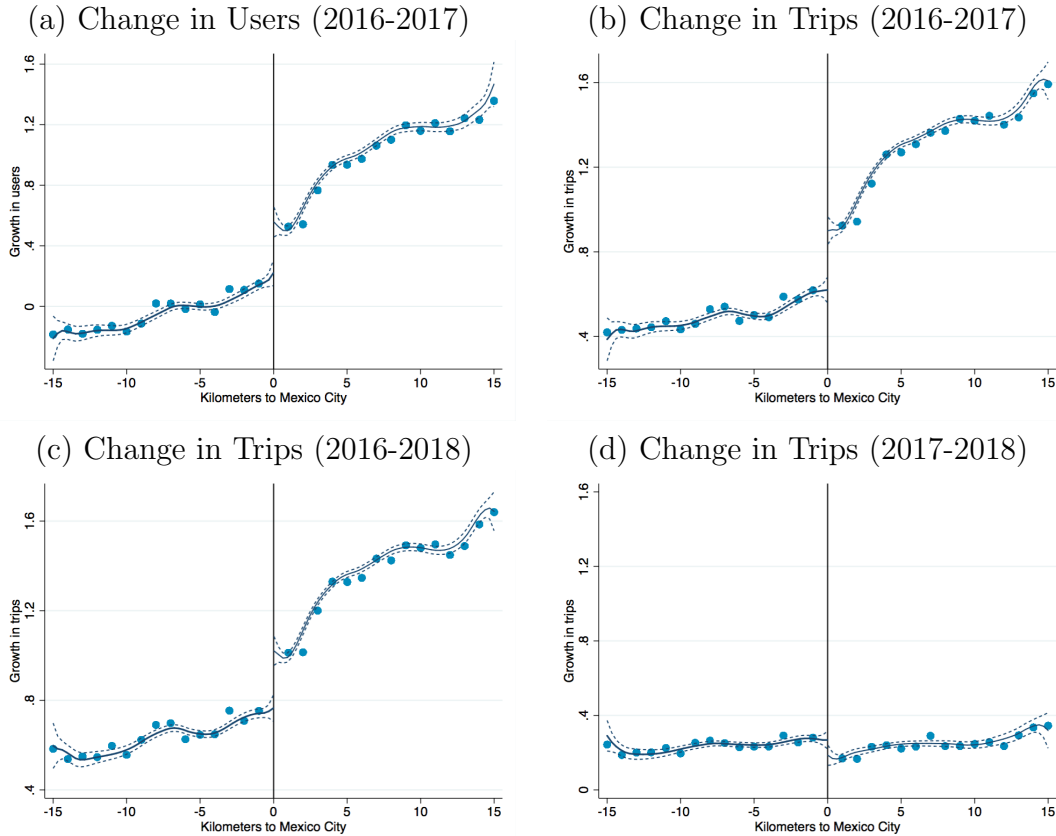 (a) Change in Users (2016-2017)
Growth in users
1.6
1.2
.8
.4
0
-15 -10 -5 0 5 10 15
Kilometers to Mexico City
(b) Change in Trips (2016-2017)
Growth in trips
1.6
1.2
.8
.4
-15 -10 -5 0 5 10 15
Kilometers to Mexico City
(c) Change in Trips (2016-2018)
Growth in trips
1.6
1.2
.8
.4
-15 -10 -5 0 5 10 15
Kilometers to Mexico City
(d) Change in Trips (2017-2018)
Growth in trips
1.6
1.2
.8
.4
0
-15 -10 -5 0 5 10 15
Kilometers to Mexico City